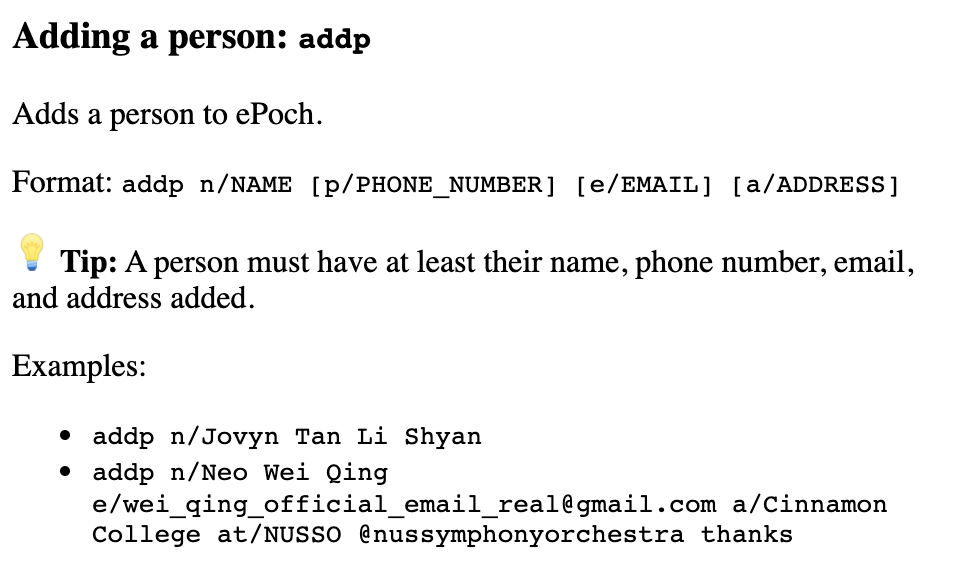 Adding a person: addp
Adds a person to ePoch.
Format: addp n/NAME [p/PHONE_NUMBER] [e/EMAIL] [a/ADDRESS]
Tip: A person must have at least their name, phone number, email,
and address added.
Examples:
addp n/Jovyn Tan Li Shyan
addp n/Neo Wei Qing
e/wei_qing_official_email_real@gmail.com a/Cinnamon
College at/NUSSO @nussymphonyorchestra thanks